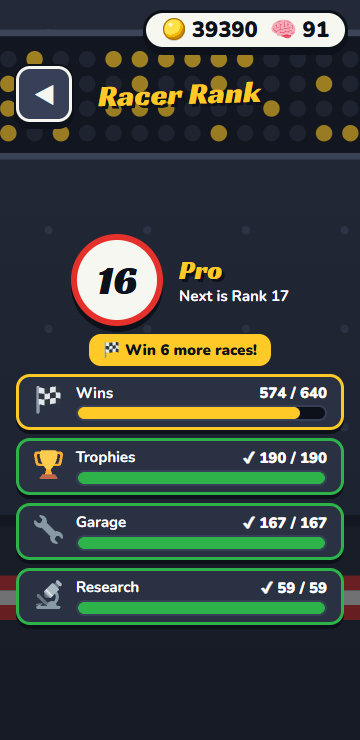 39390 91
Racer Rank
16
Pro
Next is Rank 17
Win 6 more races!
Wins 574 / 640
Trophies ✓ 190 / 190
Garage ✓ 167 / 167
Research ✓ 59 / 59